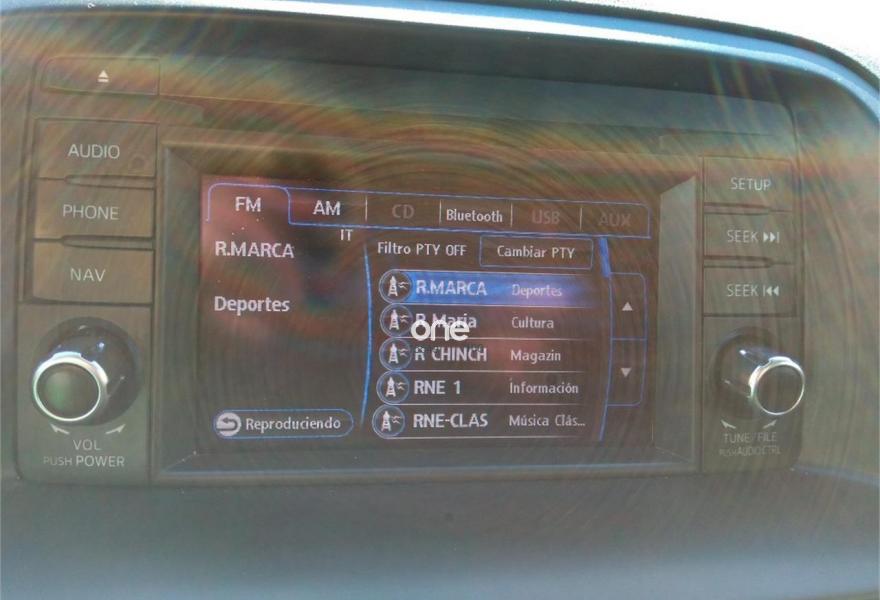 AUDIO
PHONE
NAV
VOL
PUSH POWER
FM AM CD Bluetooth USB AUX
IT
R.MARCA
Deportes
Reproduciendo
Filtro PTY OFF Cambiar PTY
R.MARCA Deportes
R.Maria Cultura
one
R CHINCH Magazin
RNE 1 Información
RNE-CLAS Música Clás...
SETUP
SEEK
SEEK
TUNE/FILE
PUSH AUDIO CTRL